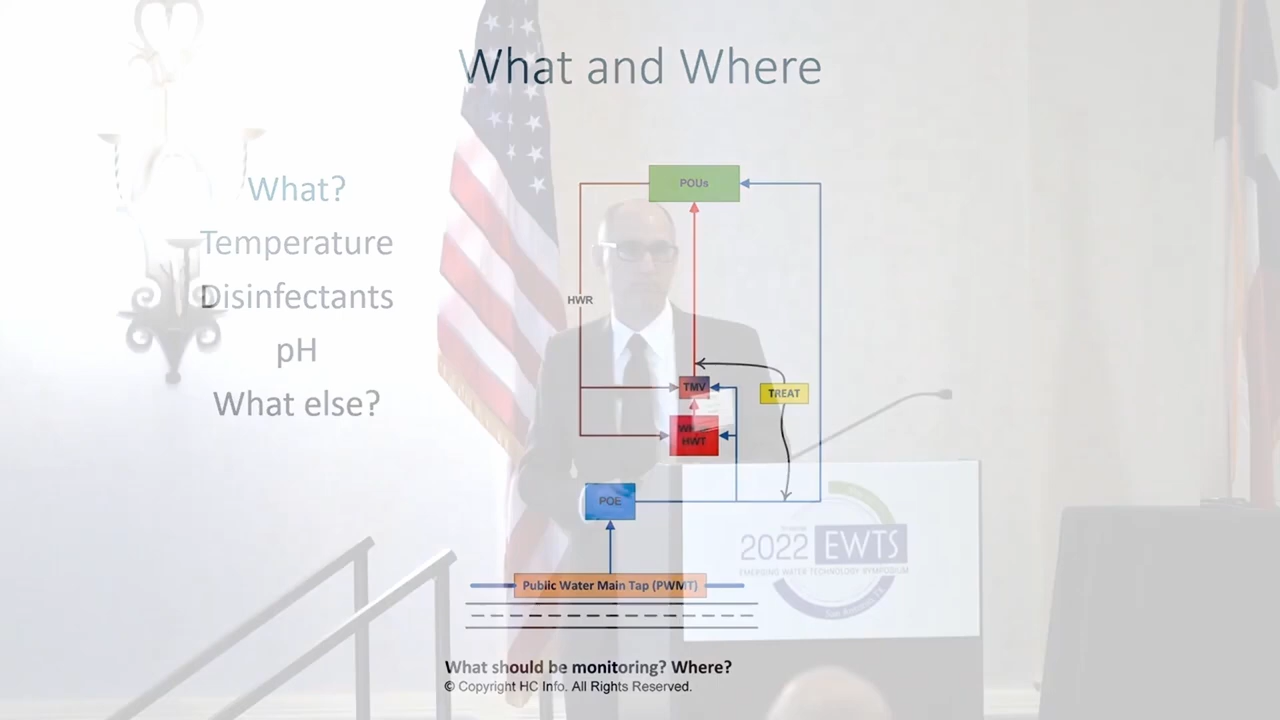 What and Where
What?
Temperature
Disinfectants
pH
What else?
POUs
HWR
TMV
TREAT
HWT
POE
2022 EWTS
EMERGING WATER TECHNOLOGY SYMPOSIUM
Public Water Main Tap (PWMT)
What should be monitoring? Where?
© Copyright HC Info. All Rights Reserved.